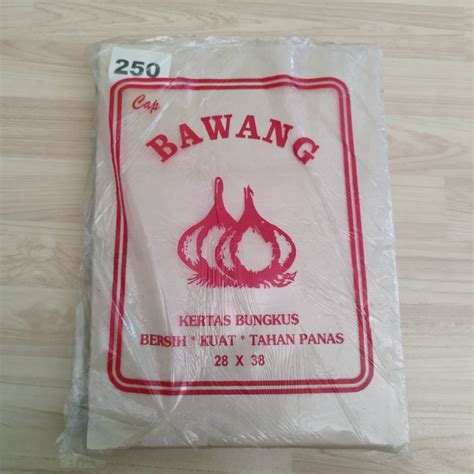 250
Cap
BAWANG
KERTAS BUNGKUS
BERSIH * KUAT * TAHAN PANAS
28 X 38